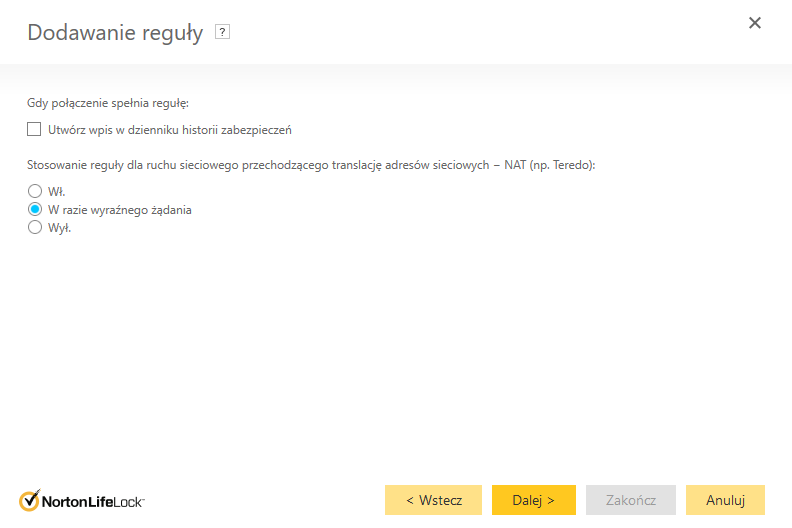 Dodawanie reguły ?
Gdy połączenie spełnia regułę:
Utwórz wpis w dzienniku historii zabezpieczeń
Stosowanie reguły dla ruchu sieciowego przechodzącego translację adresów sieciowych – NAT (np. Teredo):
Wł.
W razie wyraźnego żądania
Wył.
NortonLifeLock
< Wstecz
Dalej >
Zakończ
Anuluj